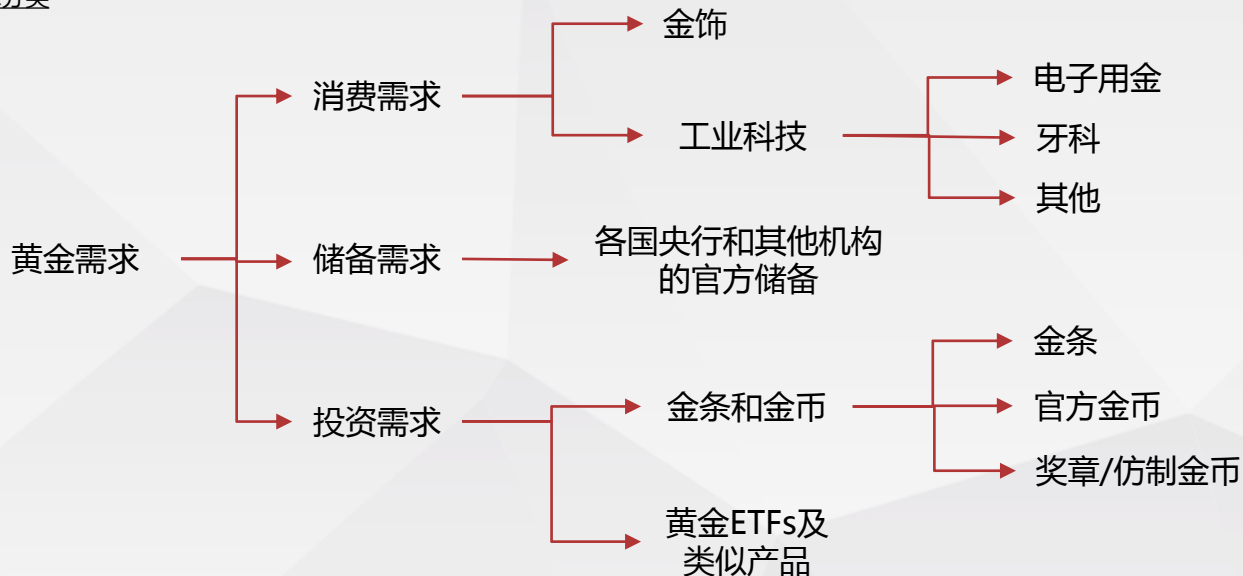 分类
金饰
消费需求
电子用金
工业科技
牙科
其他
黄金需求
储备需求
各国央行和其他机构
的官方储备
投资需求
金条和金币
金条
官方金币
奖章/仿制金币
黄金ETFs及
类似产品